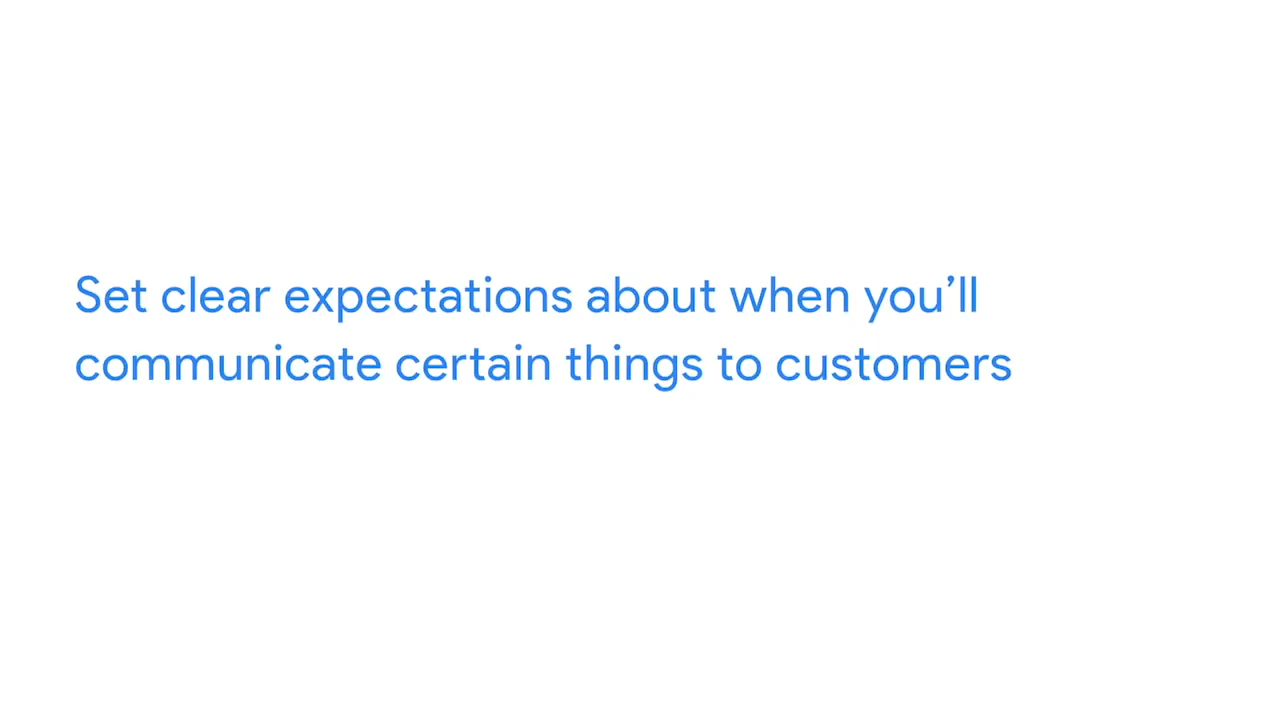 Set clear expectations about when you’ll
communicate certain things to customers